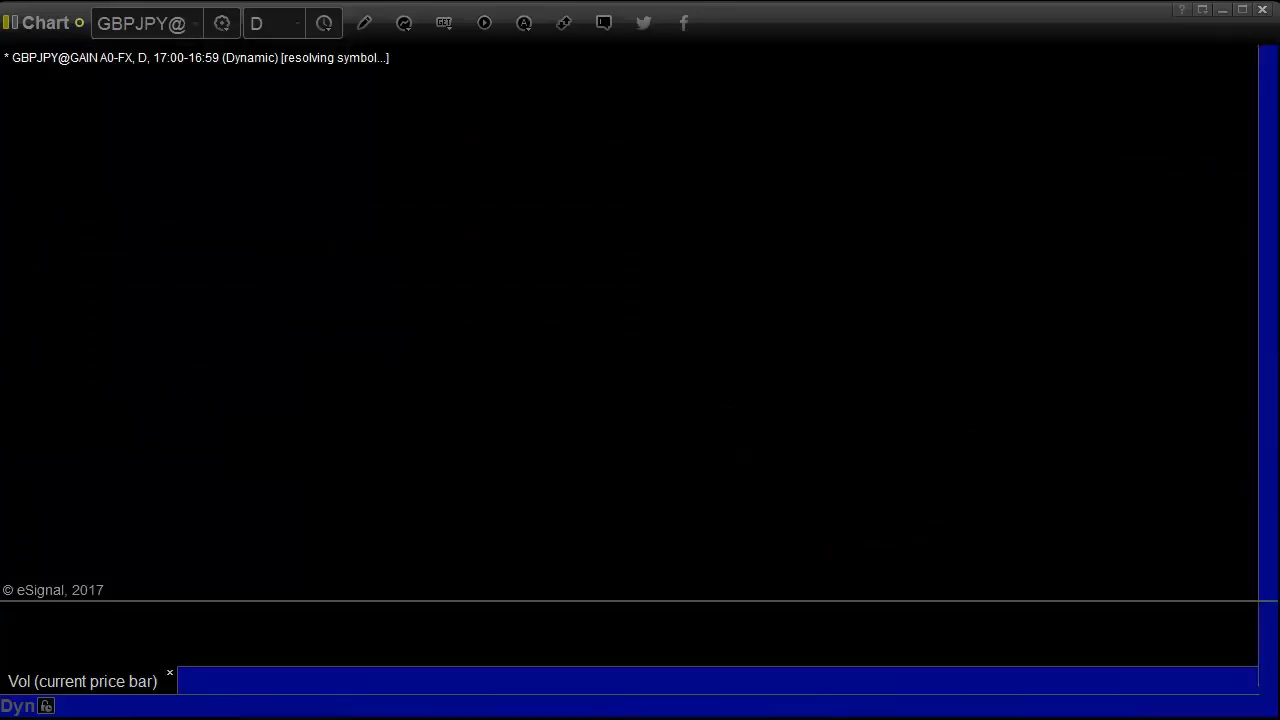 Chart GBPJPY@ D GET A
* GBPJPY@GAIN A0-FX, D, 17:00-16:59 (Dynamic) [resolving symbol...]
© eSignal, 2017
Vol (current price bar)
Dyn